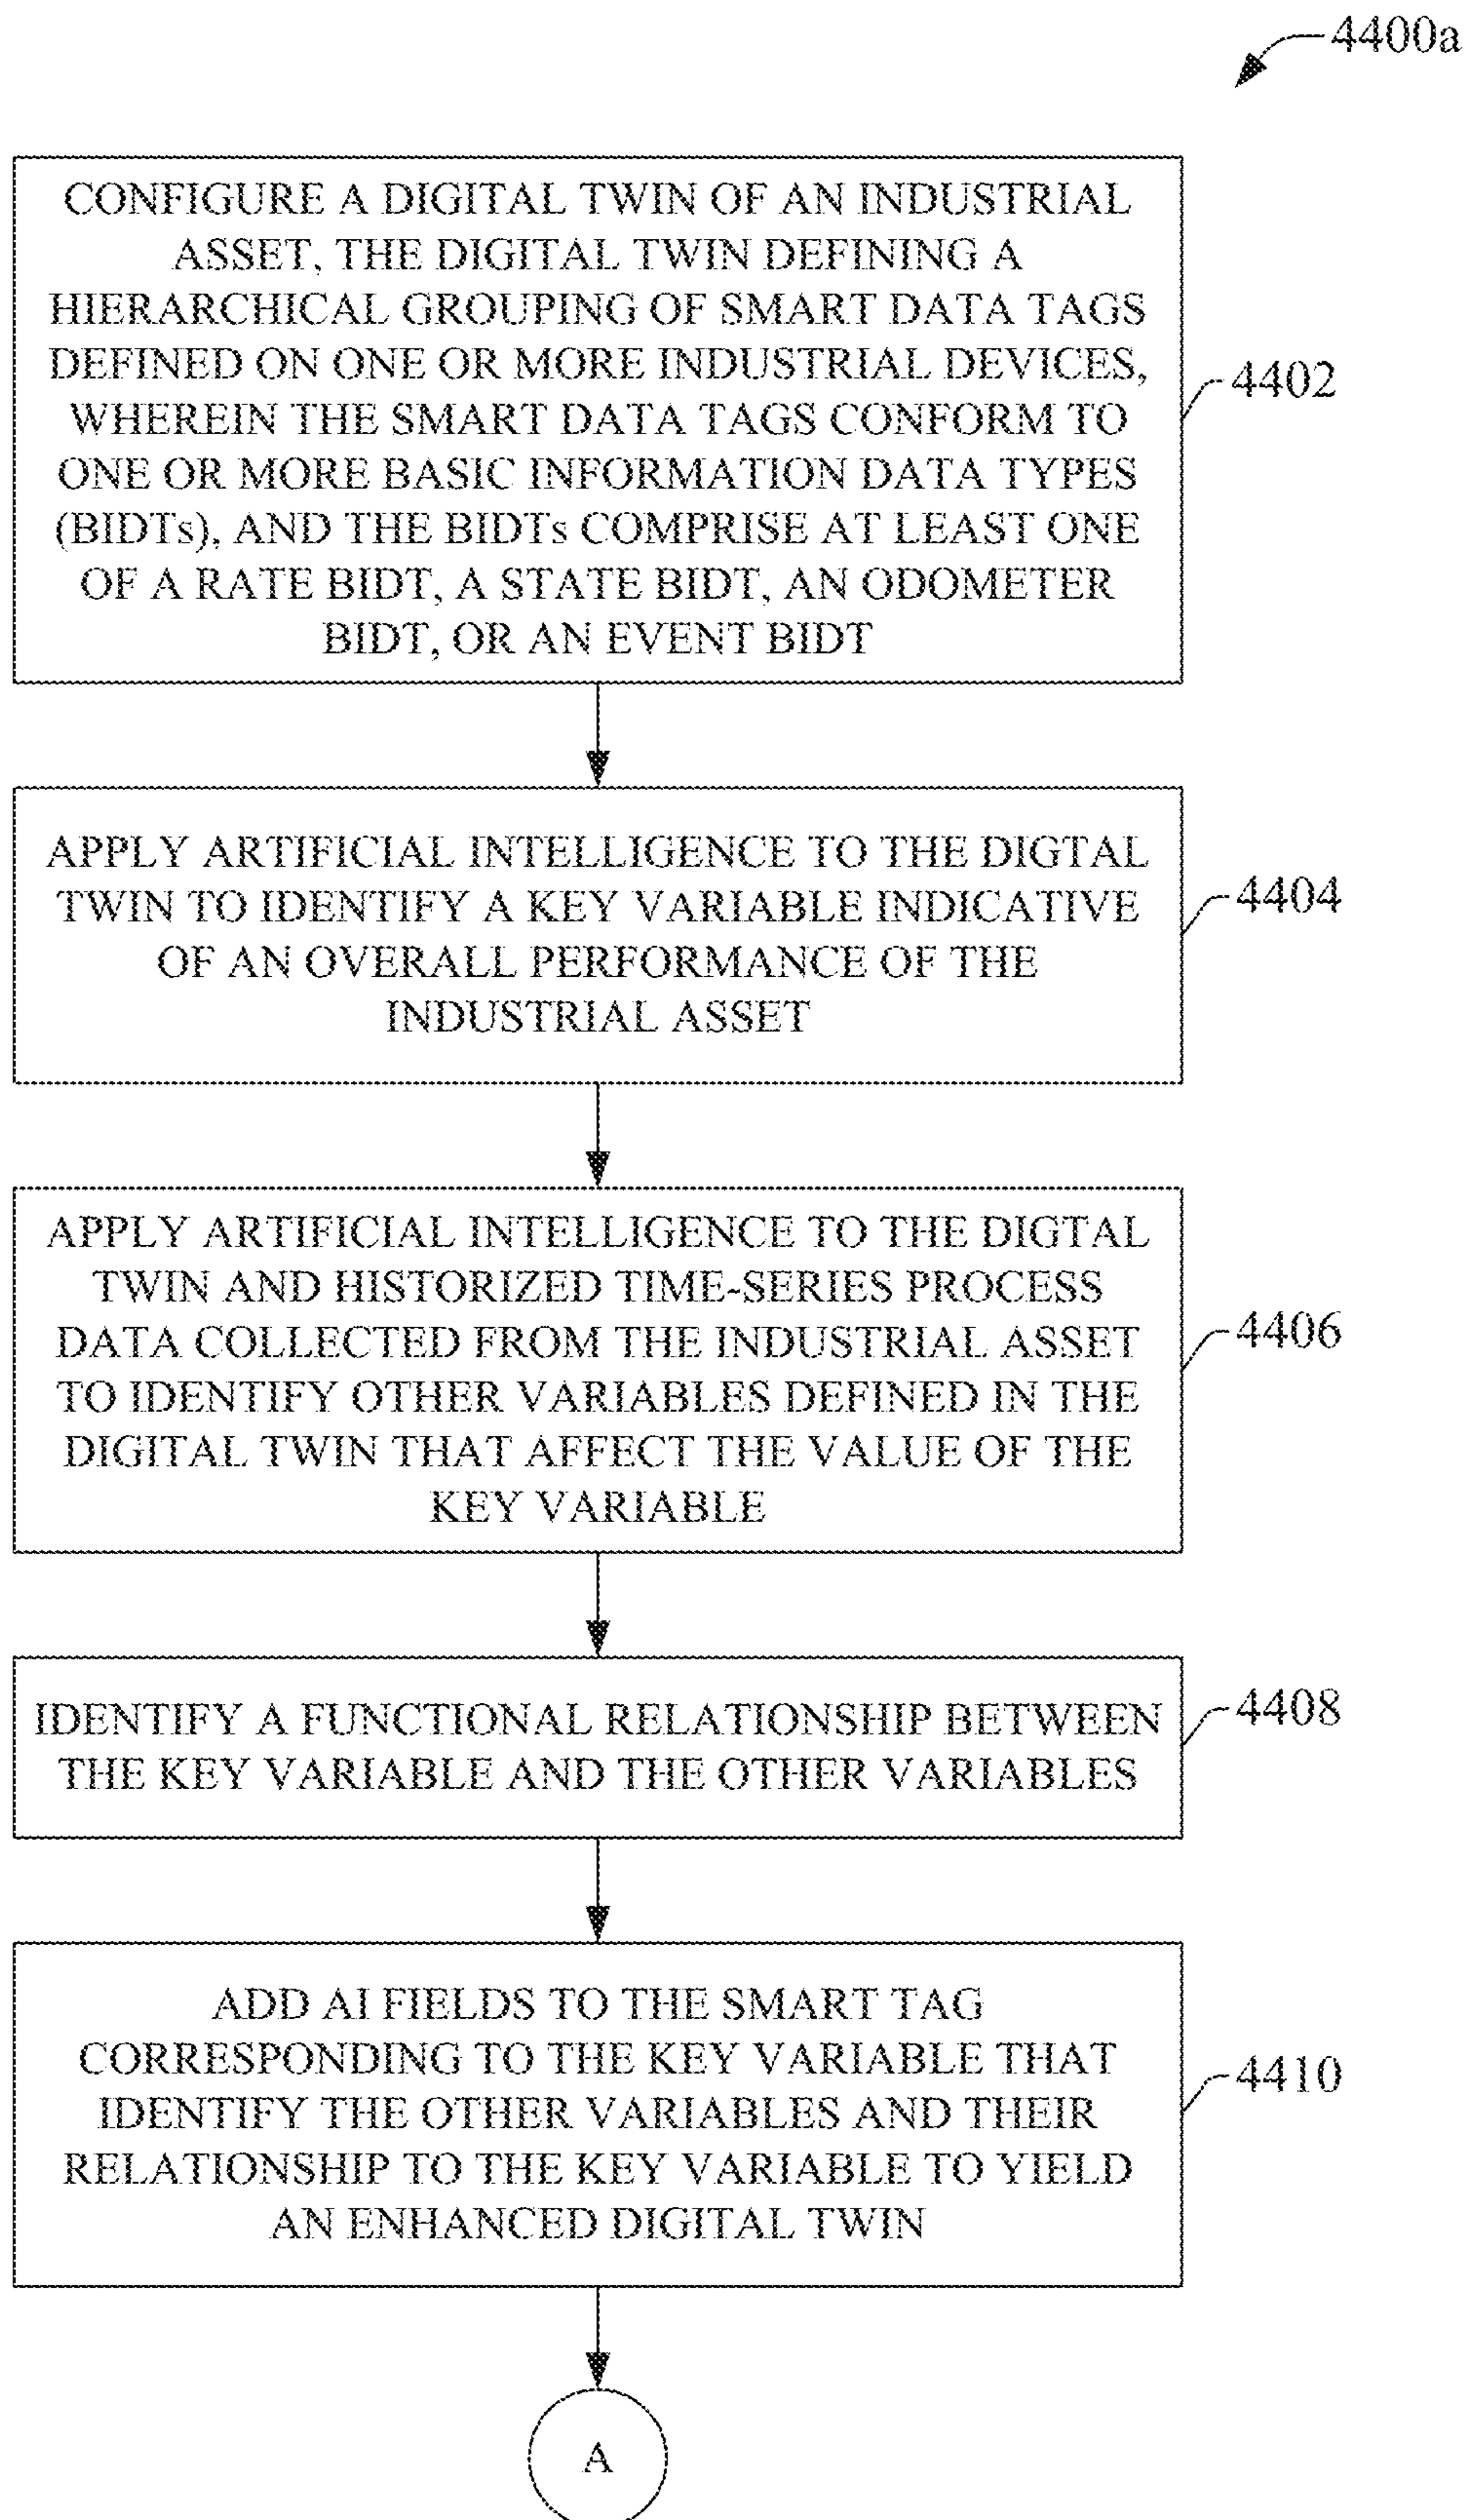 4400a
CONFIGURE A DIGITAL TWIN OF AN INDUSTRIAL
ASSET, THE DIGITAL TWIN DEFINING A
HIERARCHICAL GROUPING OF SMART DATA TAGS
DEFINED ON ONE OR MORE INDUSTRIAL DEVICES,
WHEREIN THE SMART DATA TAGS CONFORM TO
ONE OR MORE BASIC INFORMATION DATA TYPES
(BIDTs), AND THE BIDTs COMPRISE AT LEAST ONE
OF A RATE BIDT, A STATE BIDT, AN ODOMETER
BIDT, OR AN EVENT BIDT
4402
APPLY ARTIFICIAL INTELLIGENCE TO THE DIGTAL
TWIN TO IDENTIFY A KEY VARIABLE INDICATIVE
OF AN OVERALL PERFORMANCE OF THE
INDUSTRIAL ASSET
4404
APPLY ARTIFICIAL INTELLIGENCE TO THE DIGTAL
TWIN AND HISTORIZED TIME-SERIES PROCESS
DATA COLLECTED FROM THE INDUSTRIAL ASSET
TO IDENTIFY OTHER VARIABLES DEFINED IN THE
DIGITAL TWIN THAT AFFECT THE VALUE OF THE
KEY VARIABLE
4406
IDENTIFY A FUNCTIONAL RELATIONSHIP BETWEEN
THE KEY VARIABLE AND THE OTHER VARIABLES
4408
ADD AI FIELDS TO THE SMART TAG
CORRESPONDING TO THE KEY VARIABLE THAT
IDENTIFY THE OTHER VARIABLES AND THEIR
RELATIONSHIP TO THE KEY VARIABLE TO YIELD
AN ENHANCED DIGITAL TWIN
4410
A